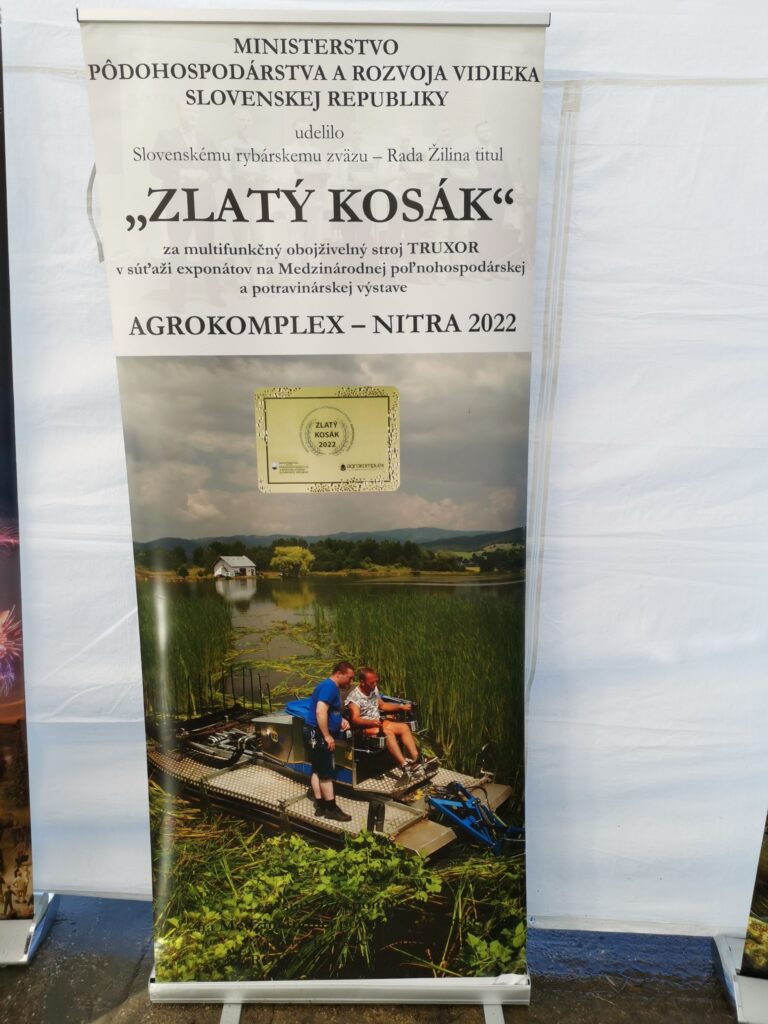 MINISTERSTVO
PÔDOHOSPODÁRSTVA A ROZVOJA VIDIEKA
SLOVENSKEJ REPUBLIKY
udelilo
Slovenskému rybárskemu zväzu – Rada Žilina titul
„ZLATÝ KOSÁK“
za multifunkčný obojživelný stroj TRUXOR
v súťaži exponátov na Medzinárodnej poľnohospodárskej
a potravinárskej výstave
AGROKOMPLEX – NITRA 2022
ZLATÝ
KOSÁK
2022
agrokomplex